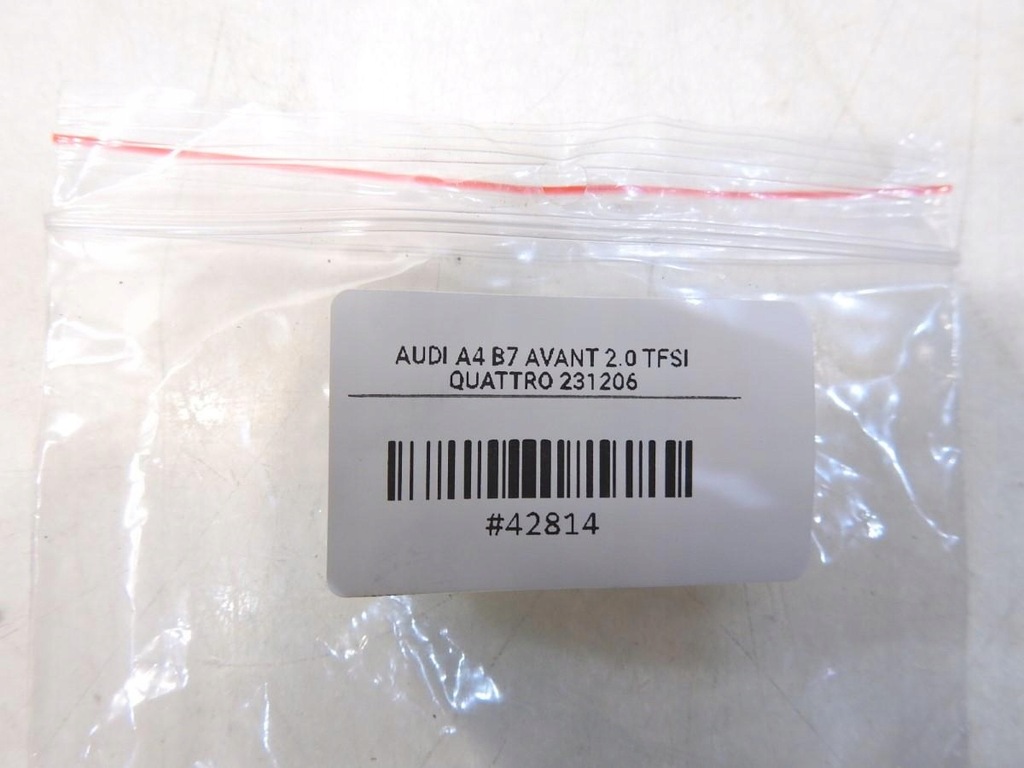 AUDI A4 B7 AVANT 2.0 TFSI
QUATTRO 231206
#42814